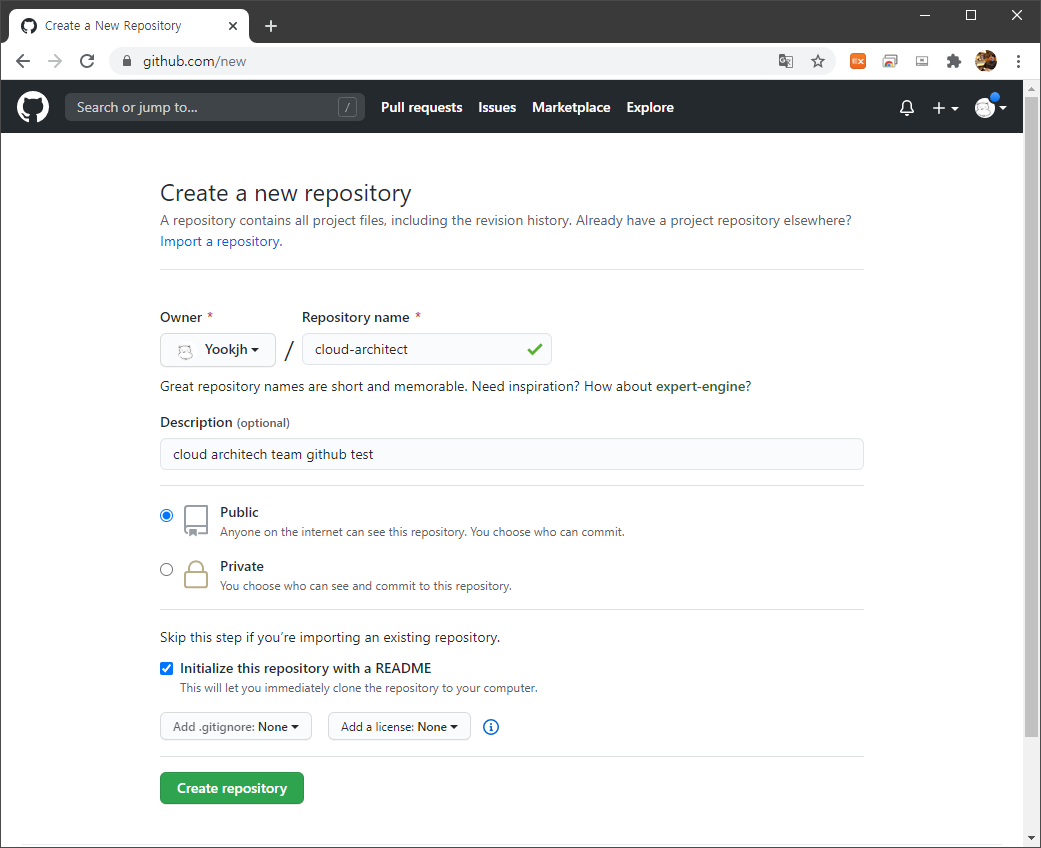 Create a New Repository
github.com/new
Ex
Search or jump to... /
Pull requests Issues Marketplace Explore
Create a new repository
A repository contains all project files, including the revision history. Already have a project repository elsewhere?
Import a repository.
Owner * Repository name *
Yookjh / cloud-architect
Great repository names are short and memorable. Need inspiration? How about expert-engine?
Description (optional)
cloud architech team github test
Public
Anyone on the internet can see this repository. You choose who can commit.
Private
You choose who can see and commit to this repository.
Skip this step if you’re importing an existing repository.
Initialize this repository with a README
This will let you immediately clone the repository to your computer.
Add .gitignore: None Add a license: None
Create repository